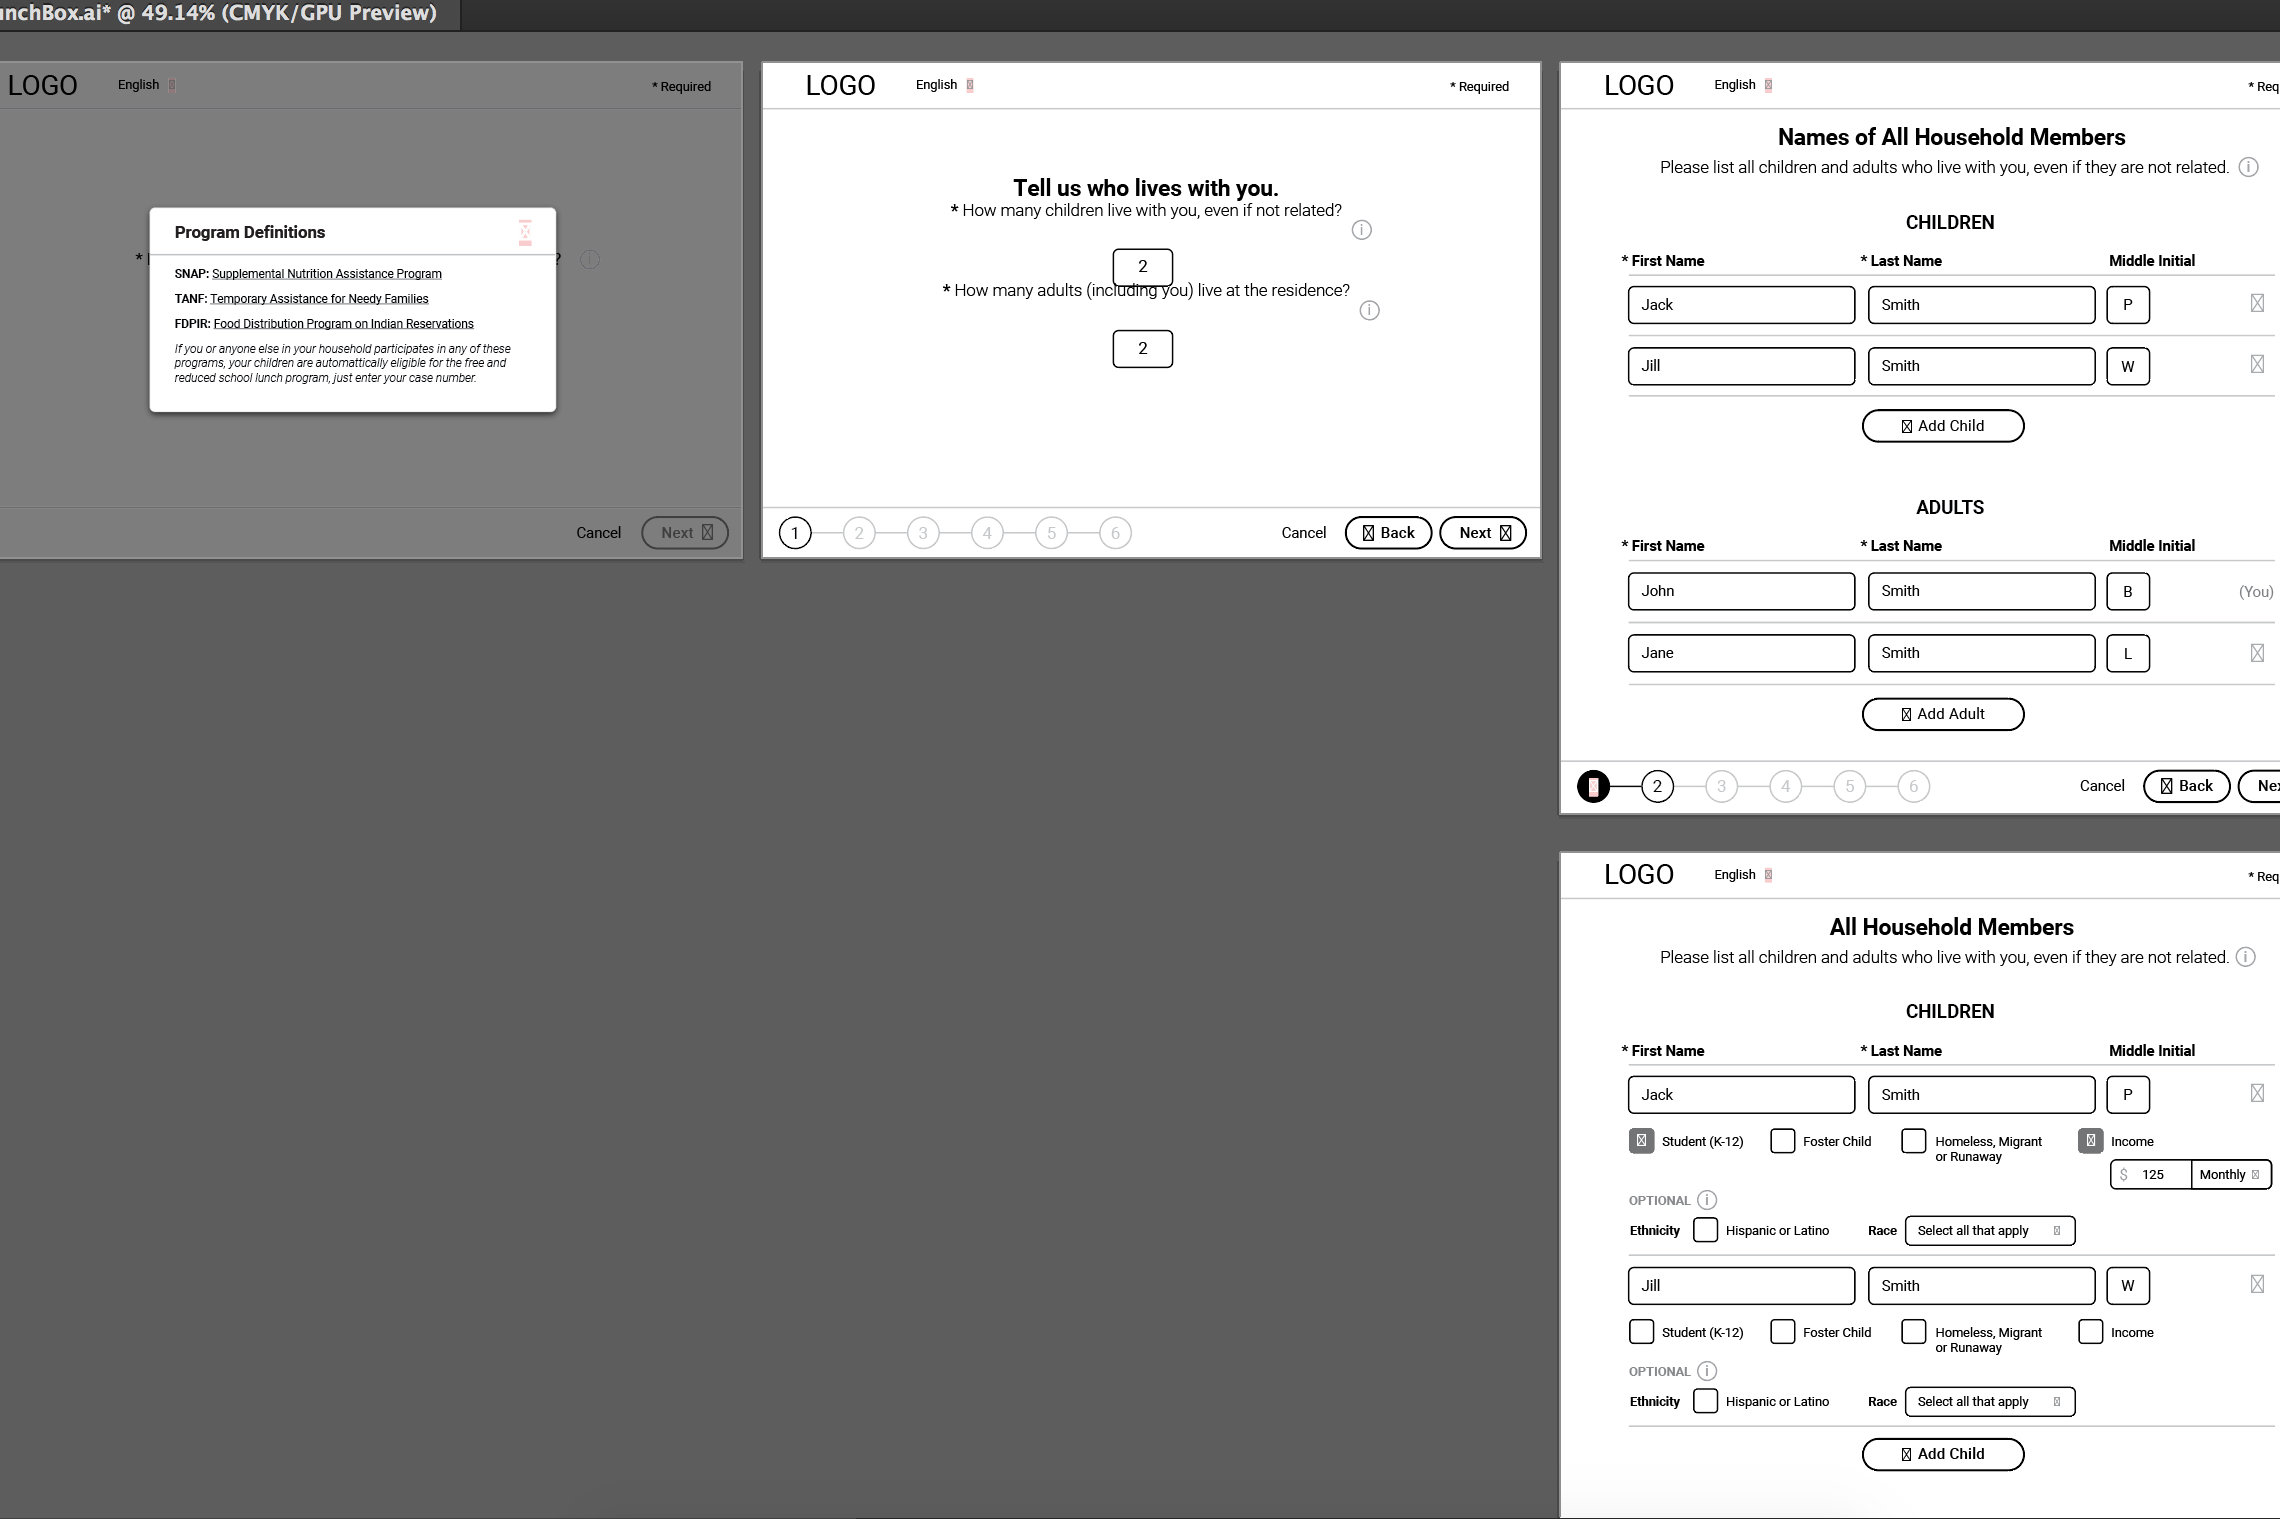 unchBox.ai* @ 49.14% (CMYK/GPU Preview)
LOGO English * Required
*
?
Program Definitions
SNAP: Supplemental Nutrition Assistance Program
TANF: Temporary Assistance for Needy Families
FDPIR: Food Distribution Program on Indian Reservations
If you or anyone else in your household participates in any of these
programs, your children are automattically eligible for the free and
reduced school lunch program, just enter your case number.
Cancel Next
LOGO English * Required
Tell us who lives with you.
* How many children live with you, even if not related?
2
* How many adults (including you) live at the residence?
2
1 2 3 4 5 6 Cancel Back Next
LOGO English * Req
Names of All Household Members
Please list all children and adults who live with you, even if they are not related.
CHILDREN
* First Name * Last Name Middle Initial
Jack Smith P
Jill Smith W
Add Child
ADULTS
* First Name * Last Name Middle Initial
John Smith B (You)
Jane Smith L
Add Adult
2 3 4 5 6 Cancel Back Nex
LOGO English * Req
All Household Members
Please list all children and adults who live with you, even if they are not related.
CHILDREN
* First Name * Last Name Middle Initial
Jack Smith P
Student (K-12) Foster Child Homeless, Migrant Income
or Runaway
$ 125 Monthly
OPTIONAL
Ethnicity Hispanic or Latino Race Select all that apply
Jill Smith W
Student (K-12) Foster Child Homeless, Migrant Income
or Runaway
OPTIONAL
Ethnicity Hispanic or Latino Race Select all that apply
Add Child